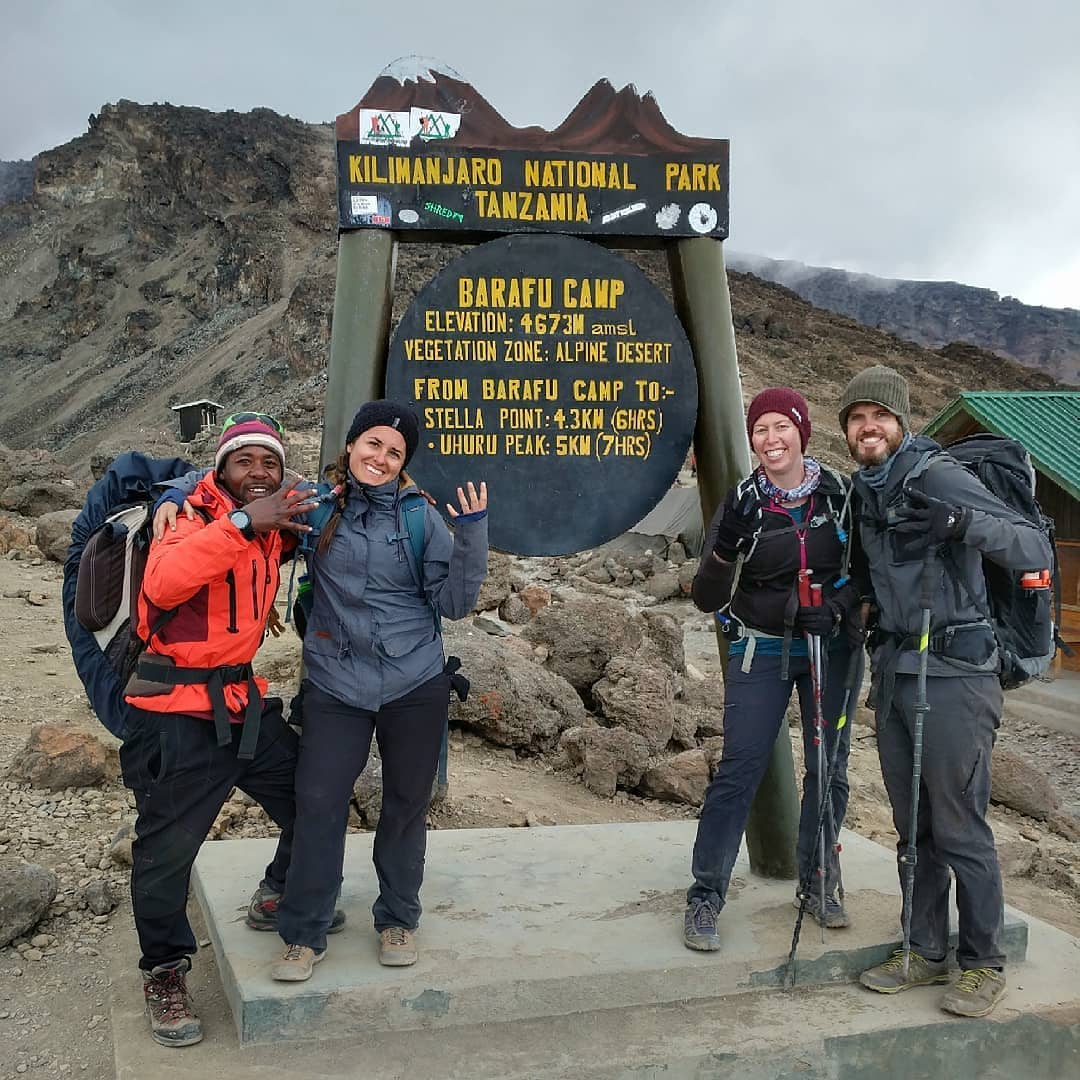 KILIMANJARO NATIONAL PARK
TANZANIA
SHRED
BARAFU CAMP
ELEVATION: 4673M amsl
VEGETATION ZONE: ALPINE DESERT
FROM BARAFU CAMP TO:-
STELLA POINT: 4.3KM (6HRS)
• UHURU PEAK: 5KM (7HRS)